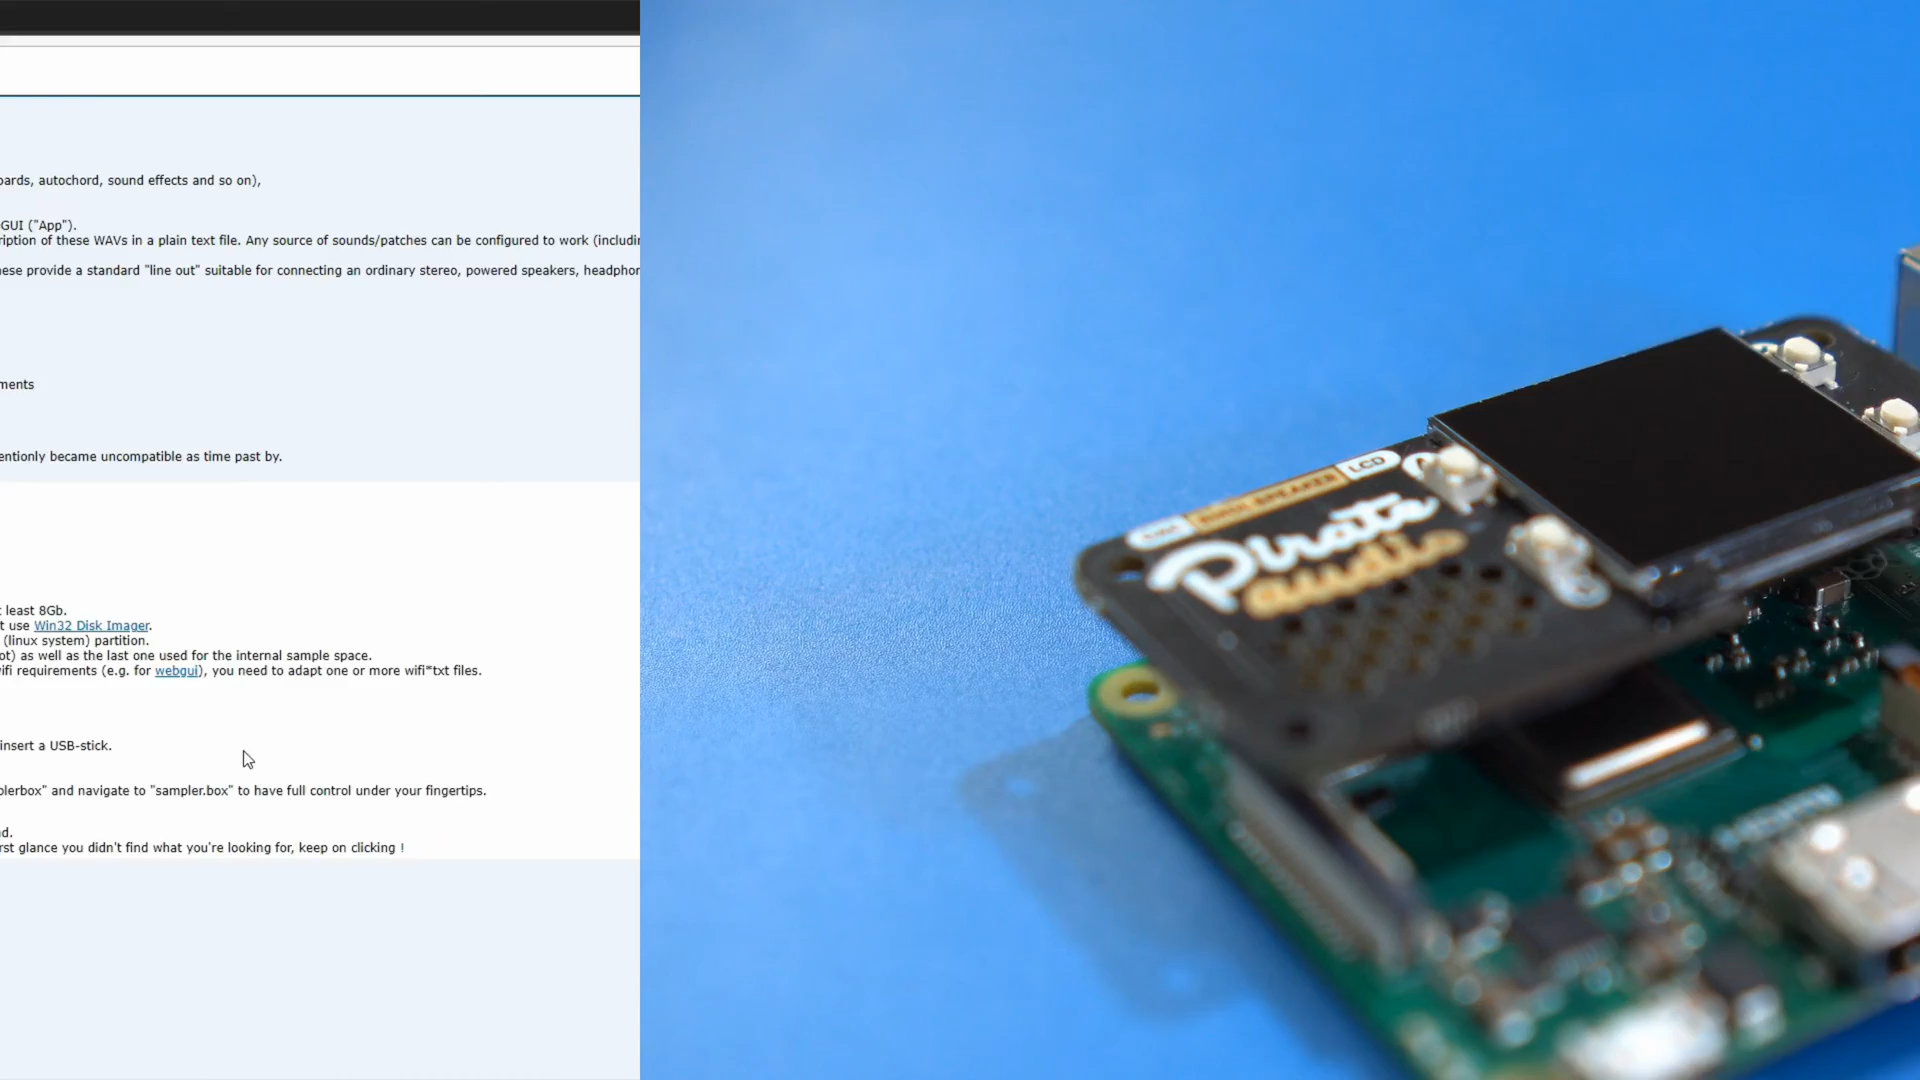 oards, autochord, sound effects and so on),
GUI ("App").
ription of these WAVs in a plain text file. Any source of sounds/patches can be configured to work (includin
hese provide a standard "line out" suitable for connecting an ordinary stereo, powered speakers, headphon
ments
entionly became uncompatible as time past by.
t least 8Gb.
t use Win32 Disk Imager.
(linux system) partition.
ot) as well as the last one used for the internal sample space.
ifi requirements (e.g. for webgui), you need to adapt one or more wifi*txt files.
insert a USB-stick.
plerbox" and navigate to "sampler.box" to have full control under your fingertips.
nd.
rst glance you didn't find what you're looking for, keep on clicking !
SPEAKER LCD
Pirate
audio